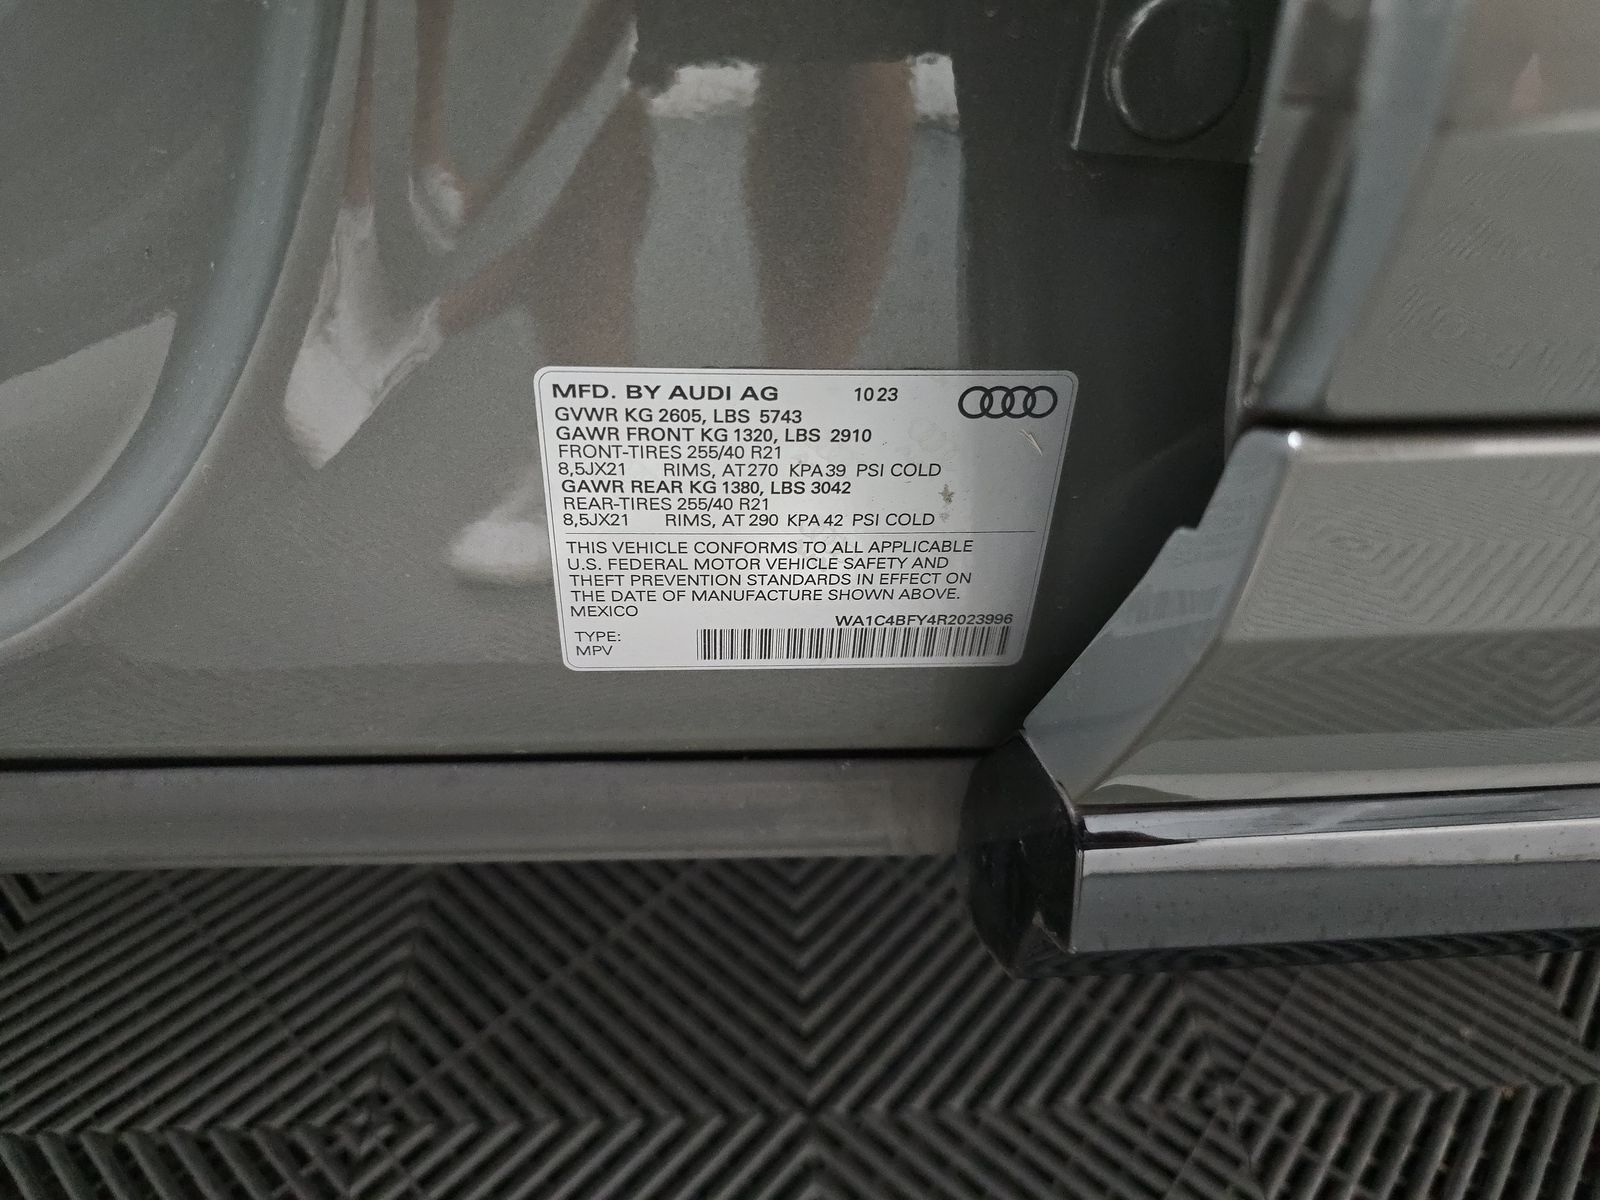 MFD. BY AUDI AG 10 23
GVWR KG 2605, LBS 5743
GAWR FRONT KG 1320, LBS 2910
FRONT-TIRES 255/40 R21
8,5JX21 RIMS, AT 270 KPA 39 PSI COLD
GAWR REAR KG 1380, LBS 3042
REAR-TIRES 255/40 R21
8,5JX21 RIMS, AT 290 KPA 42 PSI COLD
THIS VEHICLE CONFORMS TO ALL APPLICABLE
U.S. FEDERAL MOTOR VEHICLE SAFETY AND
THEFT PREVENTION STANDARDS IN EFFECT ON
THE DATE OF MANUFACTURE SHOWN ABOVE.
MEXICO
WA1C4BFY4R2023996
TYPE:
MPV